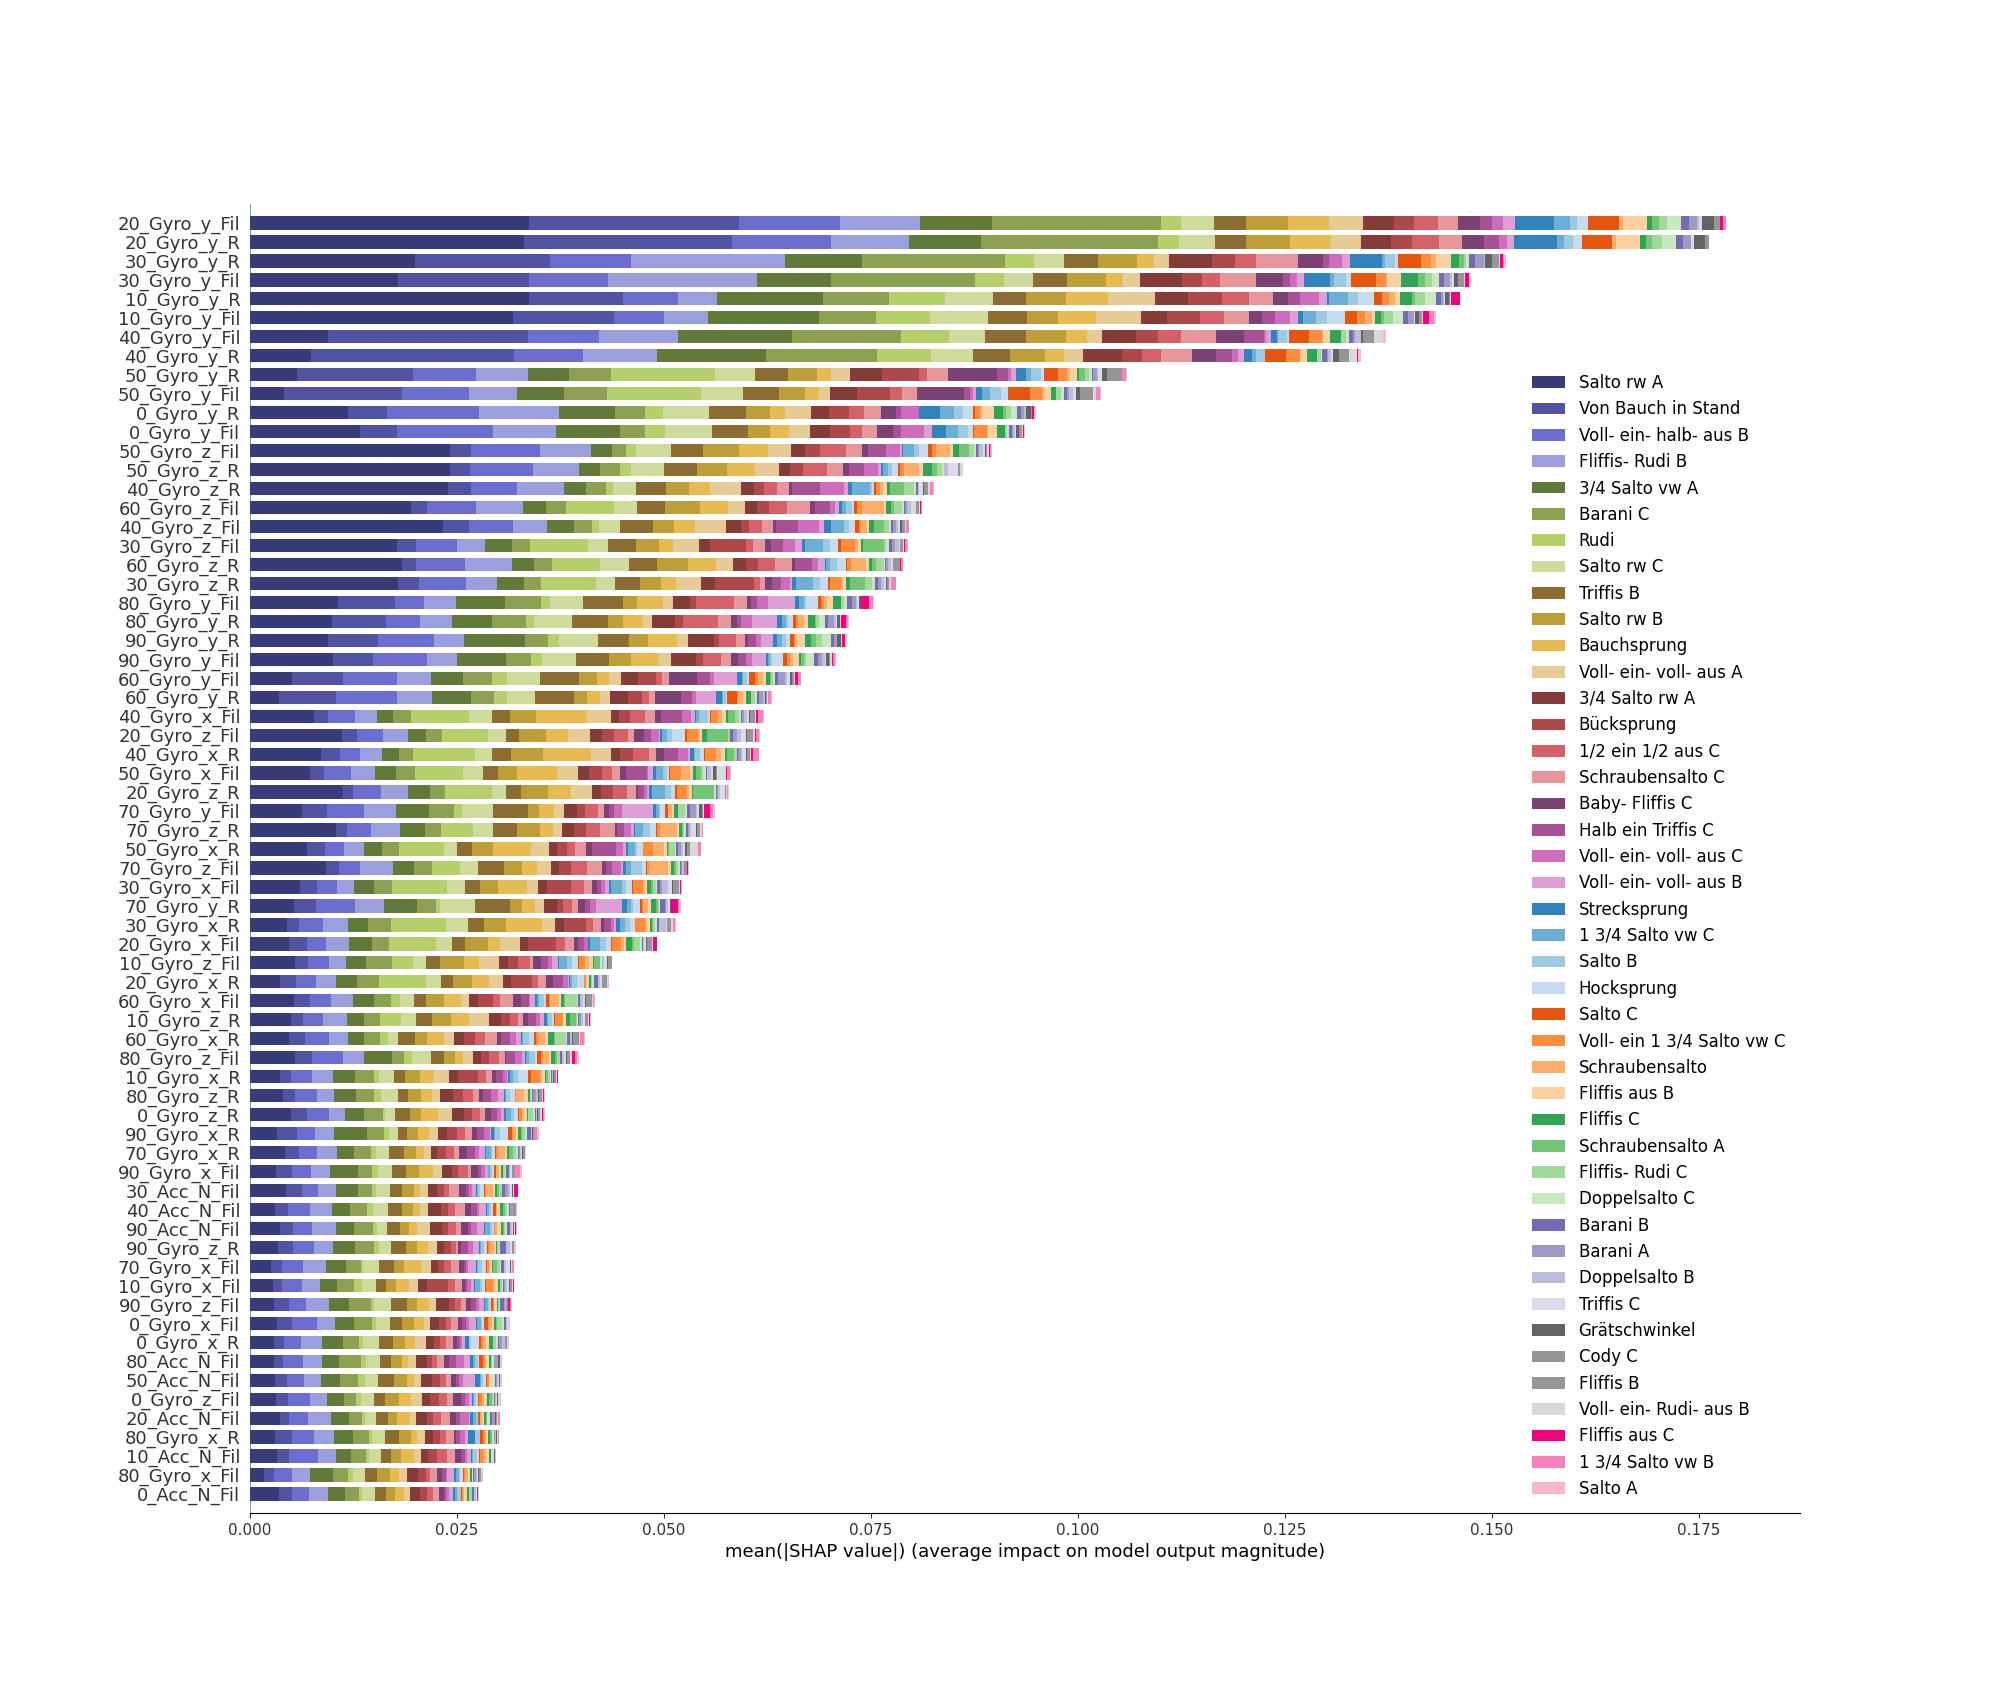 20_Gyro_y_Fil
20_Gyro_y_R
30_Gyro_y_R
30_Gyro_y_Fil
10_Gyro_y_R
10_Gyro_y_Fil
40_Gyro_y_Fil
40_Gyro_y_R
50_Gyro_y_R
50_Gyro_y_Fil
0_Gyro_y_R
0_Gyro_y_Fil
50_Gyro_z_Fil
50_Gyro_z_R
40_Gyro_z_R
60_Gyro_z_Fil
40_Gyro_z_Fil
30_Gyro_z_Fil
60_Gyro_z_R
30_Gyro_z_R
80_Gyro_y_Fil
80_Gyro_y_R
90_Gyro_y_R
90_Gyro_y_Fil
60_Gyro_y_Fil
60_Gyro_y_R
40_Gyro_x_Fil
20_Gyro_z_Fil
40_Gyro_x_R
50_Gyro_x_Fil
20_Gyro_z_R
70_Gyro_y_Fil
70_Gyro_z_R
50_Gyro_x_R
70_Gyro_z_Fil
30_Gyro_x_Fil
70_Gyro_y_R
30_Gyro_x_R
20_Gyro_x_Fil
10_Gyro_z_Fil
20_Gyro_x_R
60_Gyro_x_Fil
10_Gyro_z_R
60_Gyro_x_R
80_Gyro_z_Fil
10_Gyro_x_R
80_Gyro_z_R
0_Gyro_z_R
90_Gyro_x_R
70_Gyro_x_R
90_Gyro_x_Fil
30_Acc_N_Fil
40_Acc_N_Fil
90_Acc_N_Fil
90_Gyro_z_R
70_Gyro_x_Fil
10_Gyro_x_Fil
90_Gyro_z_Fil
0_Gyro_x_Fil
0_Gyro_x_R
80_Acc_N_Fil
50_Acc_N_Fil
0_Gyro_z_Fil
20_Acc_N_Fil
80_Gyro_x_R
10_Acc_N_Fil
80_Gyro_x_Fil
0_Acc_N_Fil
Salto rw A
Von Bauch in Stand
Voll- ein- halb- aus B
Fliffis- Rudi B
3/4 Salto vw A
Barani C
Rudi
Salto rw C
Triffis B
Salto rw B
Bauchsprung
Voll- ein- voll- aus A
3/4 Salto rw A
Bücksprung
1/2 ein 1/2 aus C
Schraubensalto C
Baby- Fliffis C
Halb ein Triffis C
Voll- ein- voll- aus C
Voll- ein- voll- aus B
Strecksprung
1 3/4 Salto vw C
Salto B
Hocksprung
Salto C
Voll- ein 1 3/4 Salto vw C
Schraubensalto
Fliffis aus B
Fliffis C
Schraubensalto A
Fliffis- Rudi C
Doppelsalto C
Barani B
Barani A
Doppelsalto B
Triffis C
Grätschwinkel
Cody C
Fliffis B
Voll- ein- Rudi- aus B
Fliffis aus C
1 3/4 Salto vw B
Salto A
0.000 0.025 0.050 0.075 0.100 0.125 0.150 0.175
mean(|SHAP value|) (average impact on model output magnitude)